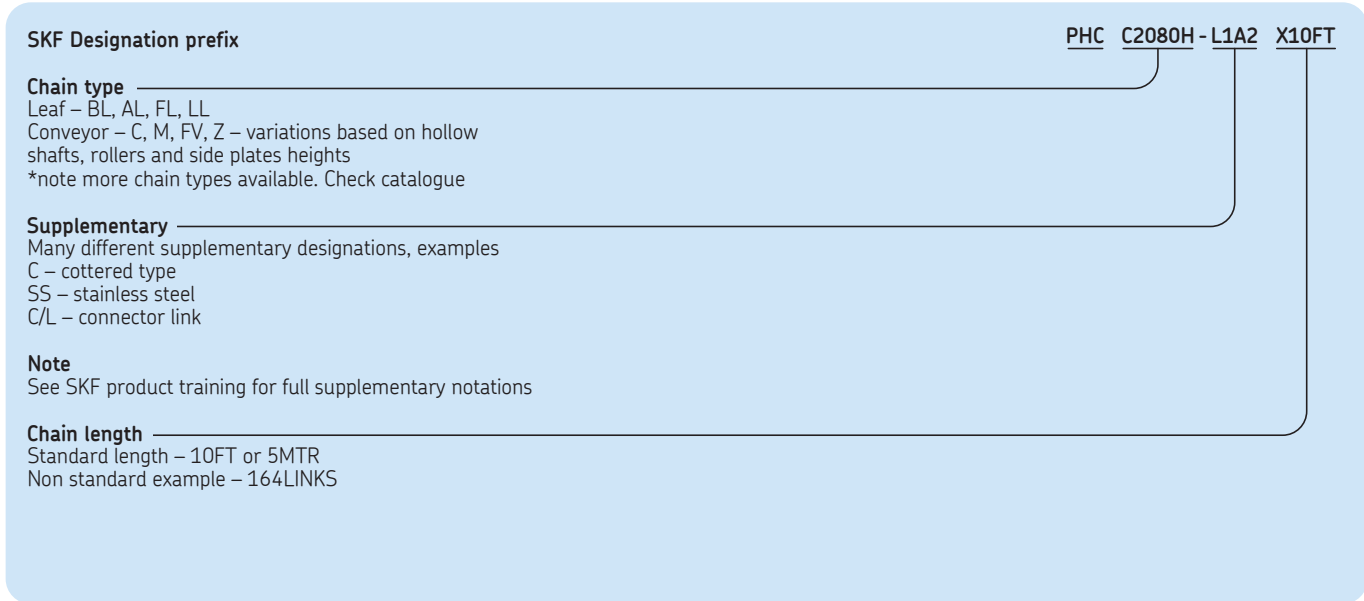 SKF Designation prefix
PHC C2080H - L1A2 X10FT
Chain type
Leaf – BL, AL, FL, LL
Conveyor – C, M, FV, Z – variations based on hollow
shafts, rollers and side plates heights
*note more chain types available. Check catalogue
Supplementary
Many different supplementary designations, examples
C – cottered type
SS – stainless steel
C/L – connector link
Note
See SKF product training for full supplementary notations
Chain length
Standard length – 10FT or 5MTR
Non standard example – 164LINKS